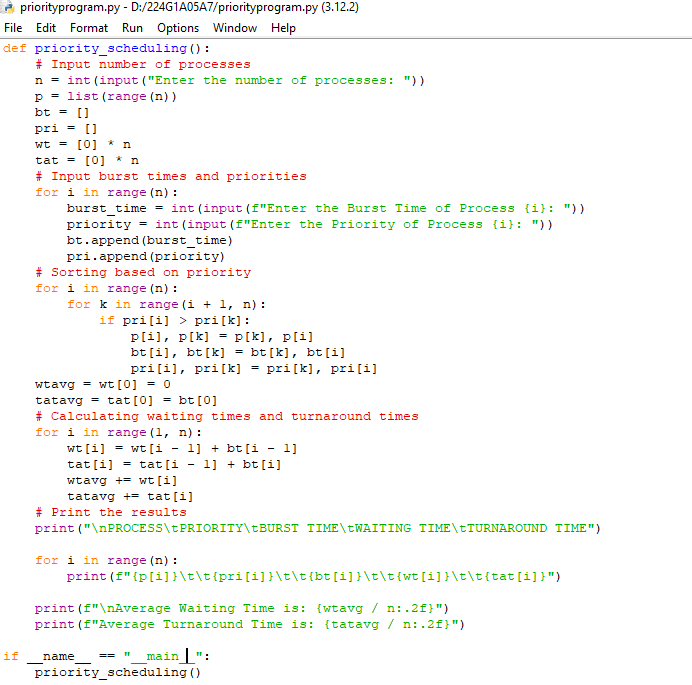 priorityprogram.py - D:/224G1A05A7/priorityprogram.py (3.12.2)
File Edit Format Run Options Window Help
def priority_scheduling():
    # Input number of processes
    n = int(input("Enter the number of processes: "))
    p = list(range(n))
    bt = []
    pri = []
    wt = [0] * n
    tat = [0] * n
    # Input burst times and priorities
    for i in range(n):
        burst_time = int(input(f"Enter the Burst Time of Process {i}: "))
        priority = int(input(f"Enter the Priority of Process {i}: "))
        bt.append(burst_time)
        pri.append(priority)
    # Sorting based on priority
    for i in range(n):
        for k in range(i + 1, n):
            if pri[i] > pri[k]:
                p[i], p[k] = p[k], p[i]
                bt[i], bt[k] = bt[k], bt[i]
                pri[i], pri[k] = pri[k], pri[i]
    wtavg = wt[0] = 0
    tatavg = tat[0] = bt[0]
    # Calculating waiting times and turnaround times
    for i in range(1, n):
        wt[i] = wt[i - 1] + bt[i - 1]
        tat[i] = tat[i - 1] + bt[i]
        wtavg += wt[i]
        tatavg += tat[i]
    # Print the results
    print("\nPROCESS\tPRIORITY\tBURST TIME\tWAITING TIME\tTURNAROUND TIME")
    for i in range(n):
        print(f"{p[i]}\t\t{pri[i]}\t\t{bt[i]}\t\t{wt[i]}\t\t{tat[i]}")
    print(f"\nAverage Waiting Time is: {wtavg / n:.2f}")
    print(f"Average Turnaround Time is: {tatavg / n:.2f}")
if __name__ == "__main__":
    priority_scheduling()